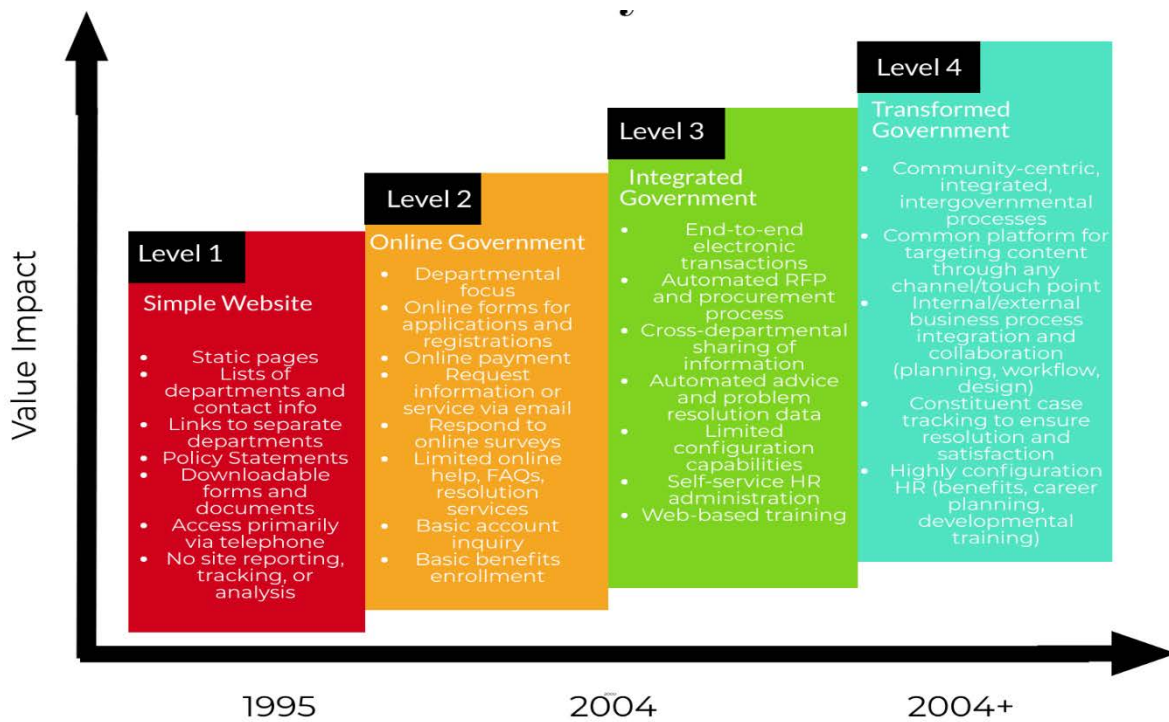 Value Impact
Level 1
Simple Website
• Static pages
• Lists of
departments and
contact info
• Links to separate
departments
• Policy Statements
• Downloadable
forms and
documents
• Access primarily
via telephone
• No site reporting,
tracking, or
analysis
Level 2
Online Government
• Departmental
focus
• Online forms for
applications and
registrations
• Online payment
• Request
information or
service via email
• Respond to
online surveys
• Limited online
help, FAQs,
resolution
services
• Basic account
inquiry
• Basic benefits
enrollment
Level 3
Integrated
Government
• End-to-end
electronic
transactions
• Automated RFP
and procurement
process
• Cross-departmental
sharing of
information
• Automated advice
and problem
resolution data
• Limited
configuration
capabilities
• Self-service HR
administration
• Web-based training
Level 4
Transformed
Government
• Community-centric,
integrated,
intergovernmental
processes
• Common platform for
targeting content
through any
channel/touch point
• Internal/external
business process
integration and
collaboration
(planning, workflow,
design)
• Constituent case
tracking to ensure
resolution and
satisfaction
• Highly configuration
HR (benefits, career
planning,
developmental
training)
1995
2004
2004+